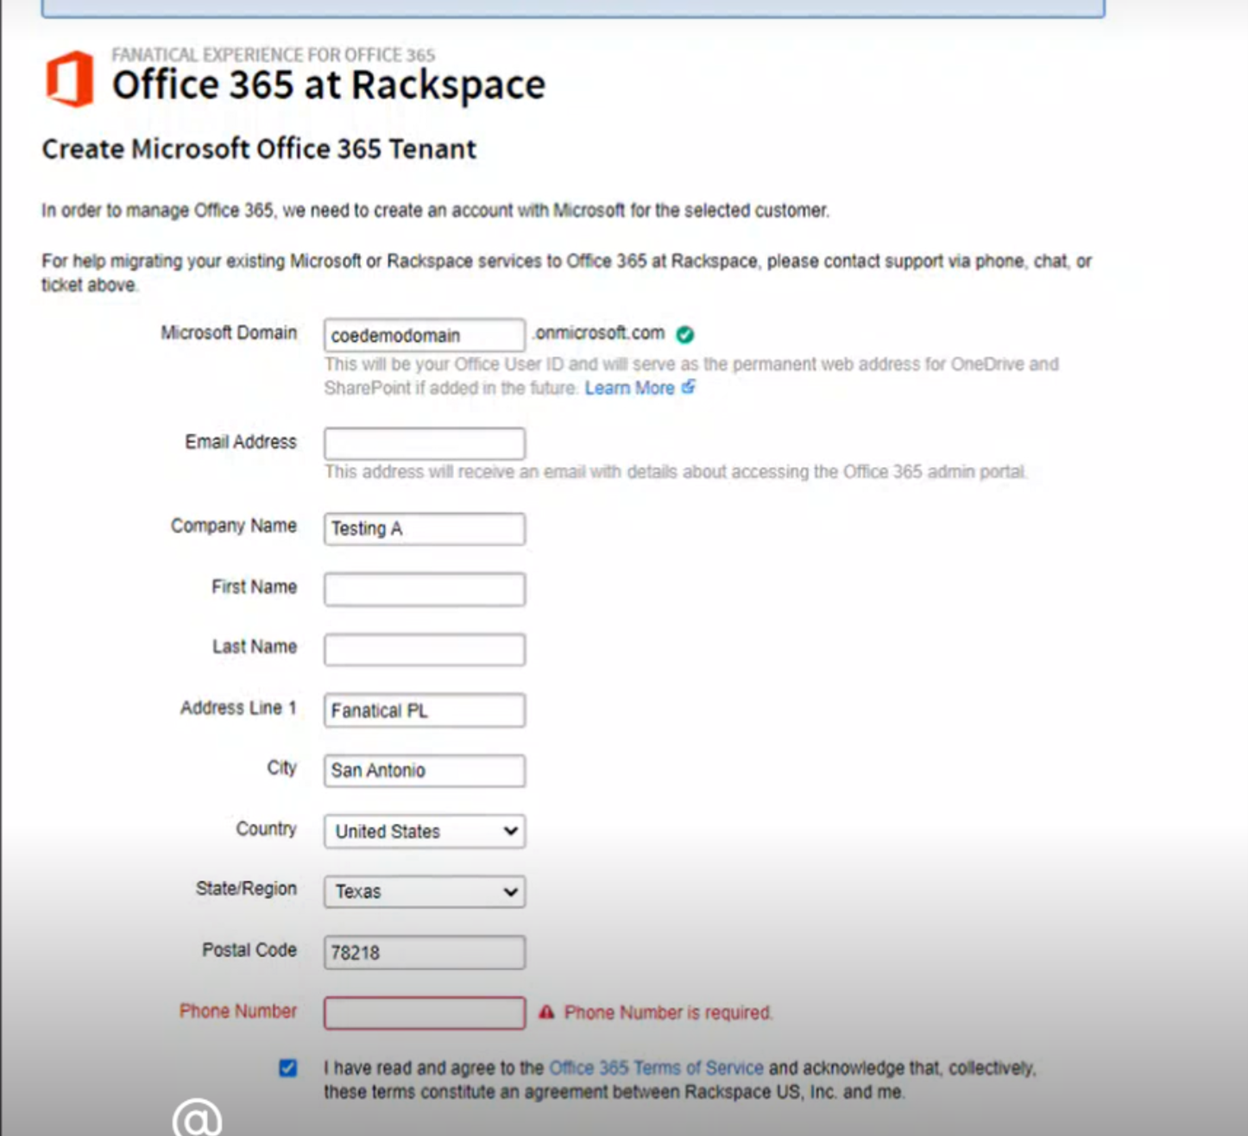 FANATICAL EXPERIENCE FOR OFFICE 365
Office 365 at Rackspace
Create Microsoft Office 365 Tenant
In order to manage Office 365, we need to create an account with Microsoft for the selected customer.
For help migrating your existing Microsoft or Rackspace services to Office 365 at Rackspace, please contact support via phone, chat, or
ticket above.
Microsoft Domain coedemodomain .onmicrosoft.com
This will be your Office User ID and will serve as the permanent web address for OneDrive and
SharePoint if added in the future. Learn More
Email Address
This address will receive an email with details about accessing the Office 365 admin portal.
Company Name Testing A
First Name
Last Name
Address Line 1 Fanatical PL
City San Antonio
Country United States
State/Region Texas
Postal Code 78218
Phone Number Phone Number is required.
I have read and agree to the Office 365 Terms of Service and acknowledge that, collectively,
these terms constitute an agreement between Rackspace US, Inc. and me.
@